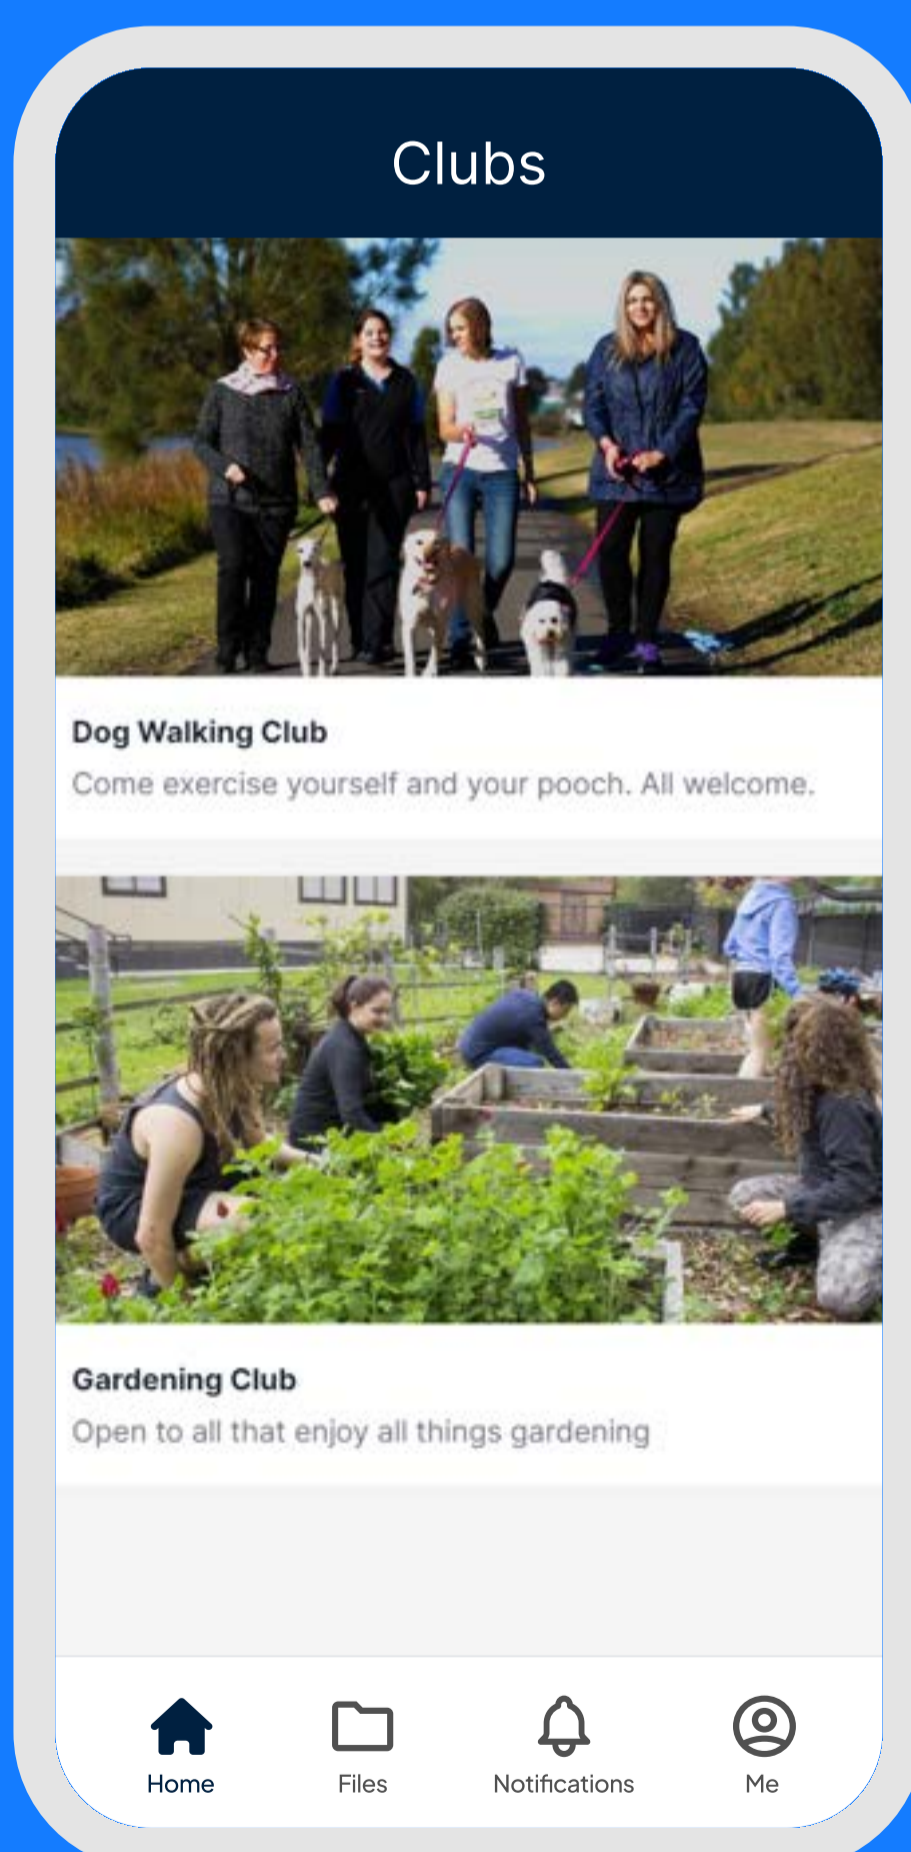 Clubs
Dog Walking Club
Come exercise yourself and your pooch. All welcome.
Gardening Club
Open to all that enjoy all things gardening
Home Files Notifications Me